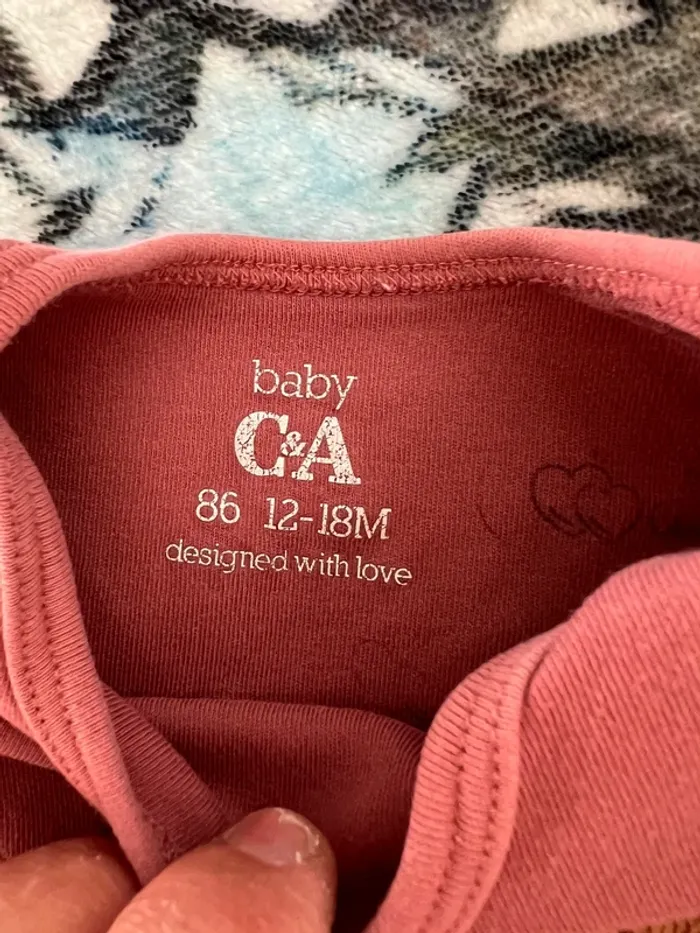 baby
C&A
86 12-18M
designed with love